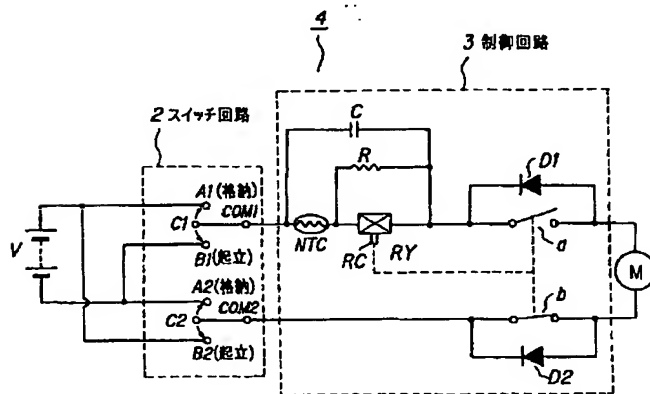 4
3 制御回路
2 スイッチ回路
C
R
D1
A1(格納)
C1
COM1
B1(起立)
NTC
RC
RY
a
V
M
A2(格納)
C2
COM2
B2(起立)
b
D2